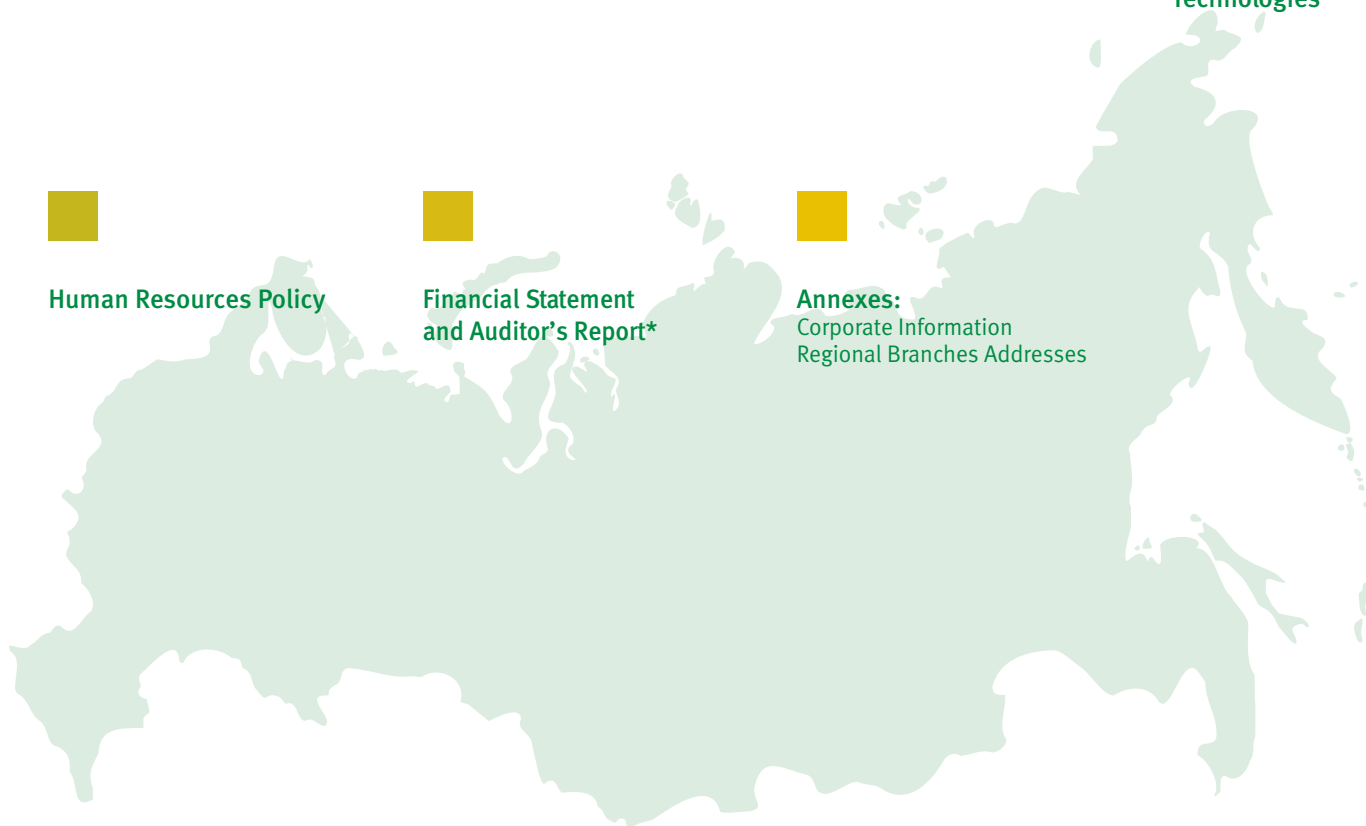 Technologies
Human Resources Policy
Financial Statement
and Auditor's Report*
Annexes:
Corporate Information
Regional Branches Addresses